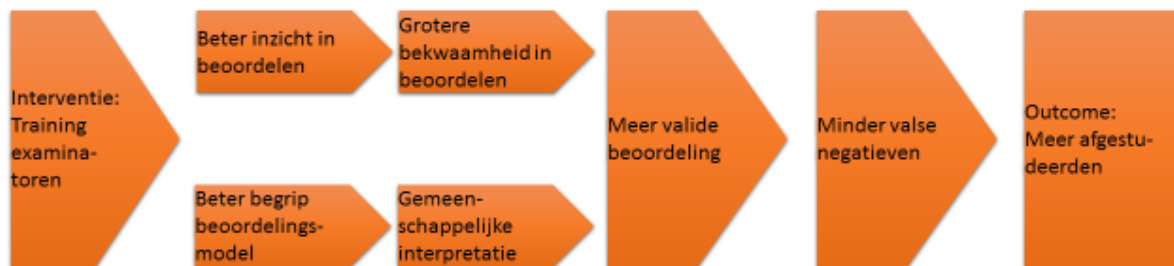 Interventie:
Training
examina-
toren
Beter inzicht in
beoordelen
Grotere
bekwaamheid in
beoordelen
Beter begrip
beoordelings-
model
Gemeen-
schappelijke
interpretatie
Meer valide
beoordeling
Minder valse
negatieven
Outcome:
Meer afgestu-
deerden